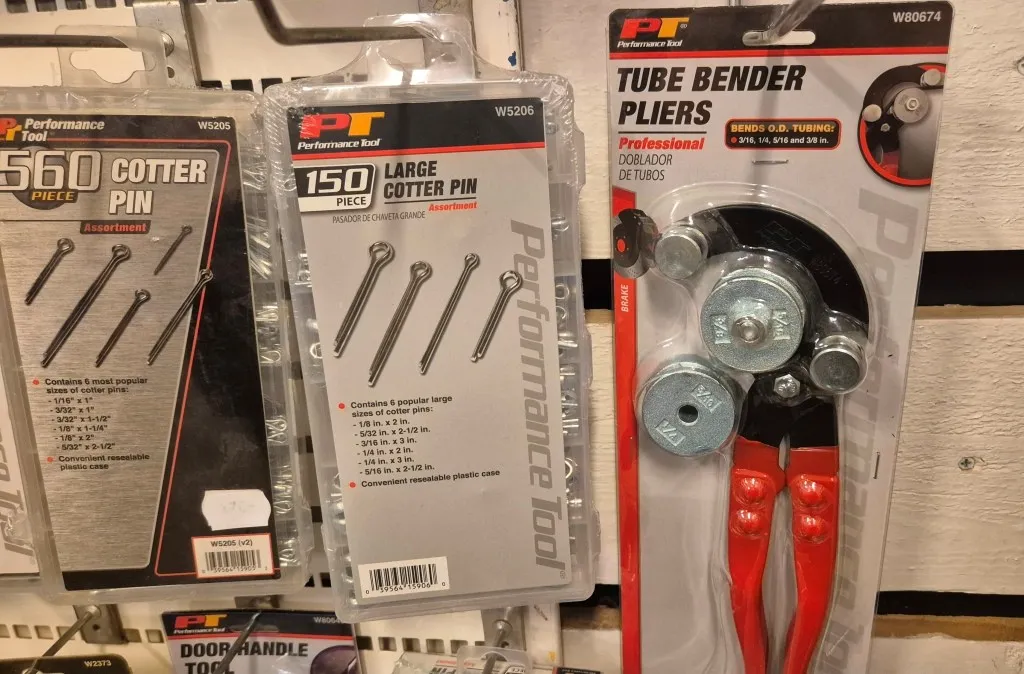 PT Performance Tool
W5205
560 PIECE
COTTER PIN
Assortment
Contains 6 most popular
sizes of cotter pins:
- 1/16" x 1"
- 3/32" x 1"
- 3/32" x 1-1/2"
- 1/8" x 1-1/4"
- 1/8" x 2"
- 5/32" x 2-1/2"
Convenient resealable
plastic case
W5205 (v2)
W5206
PT
Performance Tool
150 PIECE
LARGE
COTTER PIN
Assortment
PASADOR DE CHAVETA GRANDE
Contains 6 popular large
sizes of cotter pins:
- 1/8 in. x 2 in.
- 5/32 in. x 2-1/2 in.
- 3/16 in. x 3 in.
- 1/4 in. x 2 in.
- 1/4 in. x 3 in.
- 5/16 in. x 2-1/2 in.
Convenient resealable plastic case
Performance Tool
0 39564 15906
W80674
PT
Performance Tool
TUBE BENDER
PLIERS
Professional
DOBLADOR
DE TUBOS
BENDS O.D. TUBING:
3/16, 1/4, 5/16 and 3/8 in.
BRAKE
PT
Performance Tool
DOOR HANDLE
TOOL
W2373